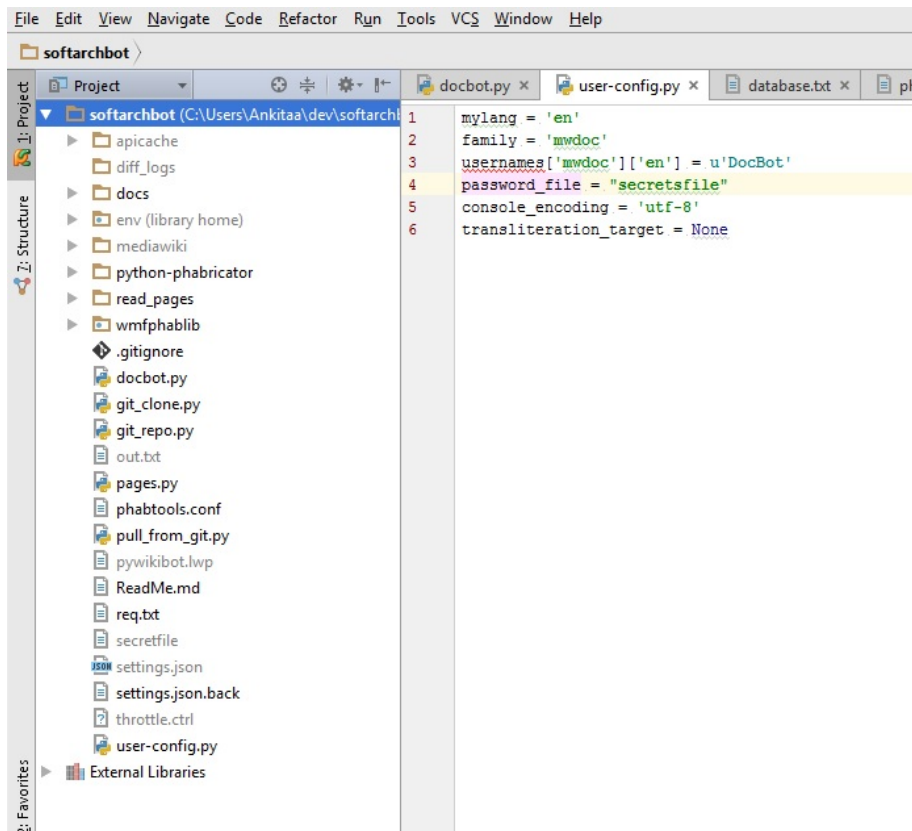 File Edit View Navigate Code Refactor Run Tools VCS Window Help
softarchbot
1: Project
7: Structure
2: Favorites
Project
softarchbot (C:\Users\Ankitaa\dev\softarchl
apicache
diff_logs
docs
env (library home)
mediawiki
python-phabricator
read_pages
wmfphablib
.gitignore
docbot.py
git_clone.py
git_repo.py
out.txt
pages.py
phabtools.conf
pull_from_git.py
pywikibot.lwp
ReadMe.md
req.txt
secretfile
settings.json
settings.json.back
throttle.ctrl
user-config.py
External Libraries
docbot.py × user-config.py × database.txt × ph
1 mylang = 'en'
2 family = 'mwdoc'
3 usernames['mwdoc']['en'] = u'DocBot'
4 password_file = "secretsfile"
5 console_encoding = 'utf-8'
6 transliteration_target = None